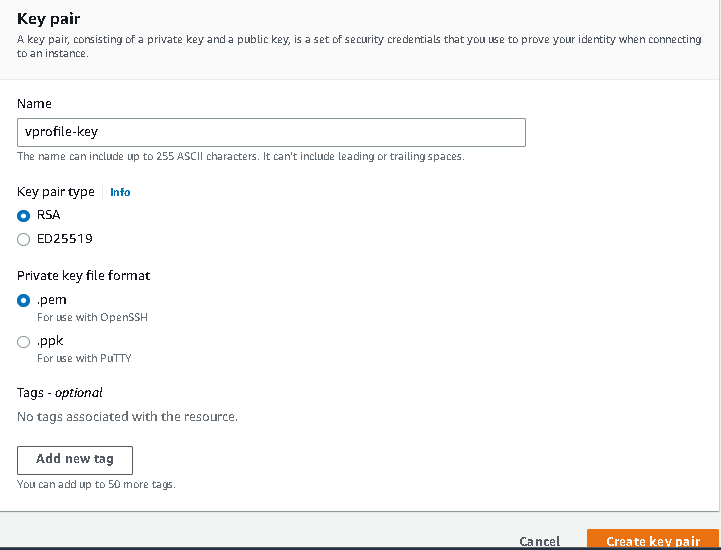 Key pair
A key pair, consisting of a private key and a public key, is a set of security credentials that you use to prove your identity when connecting
to an instance.
Name
vprofile-key
The name can include up to 255 ASCII characters. It can't include leading or trailing spaces.
Key pair type Info
RSA
ED25519
Private key file format
.pem
For use with OpenSSH
.ppk
For use with PuTTY
Tags - optional
No tags associated with the resource.
Add new tag
You can add up to 50 more tags.
Cancel Create key pair